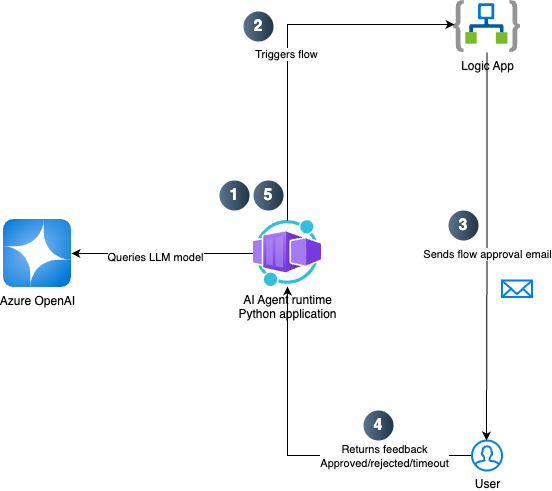 2
Triggers flow
Logic App
1 5
3
Sends flow approval email
Queries LLM model
Azure OpenAI
AI Agent runtime
Python application
4
Returns feedback
Approved/rejected/timeout
User